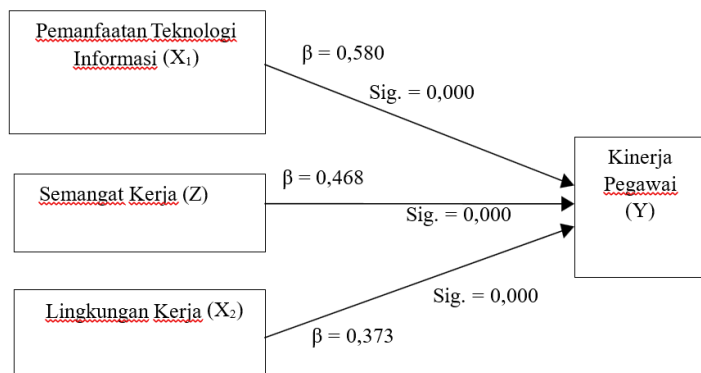 Pemanfaatan Teknologi
Informasi (X₁)
β = 0,580
Sig. = 0,000
Semangat Kerja (Z)
β = 0,468
Sig. = 0,000
Kinerja
Pegawai
(Y)
Lingkungan Kerja (X₂)
Sig. = 0,000
β = 0,373